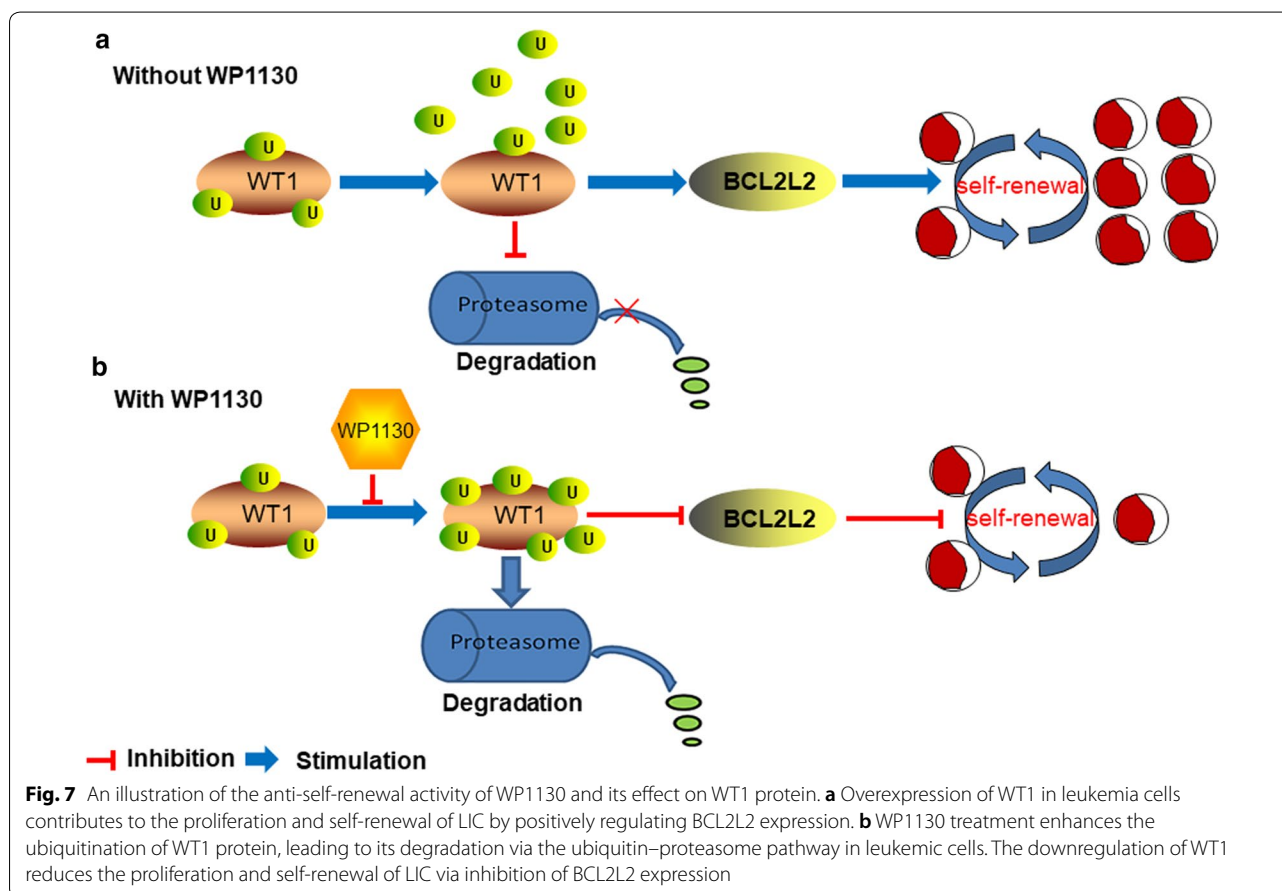 a
Without WP1130
U U U U U U
U U U U
WT1 WT1 BCL2L2 self-renewal
Proteasome
Degradation
b
With WP1130
WP1130
U U U U
U U U U U
WT1 WT1 BCL2L2 self-renewal
Proteasome
Degradation
Inhibition Stimulation
Fig. 7 An illustration of the anti-self-renewal activity of WP1130 and its effect on WT1 protein. a Overexpression of WT1 in leukemia cells
contributes to the proliferation and self-renewal of LIC by positively regulating BCL2L2 expression. b WP1130 treatment enhances the
ubiquitination of WT1 protein, leading to its degradation via the ubiquitin–proteasome pathway in leukemic cells. The downregulation of WT1
reduces the proliferation and self-renewal of LIC via inhibition of BCL2L2 expression